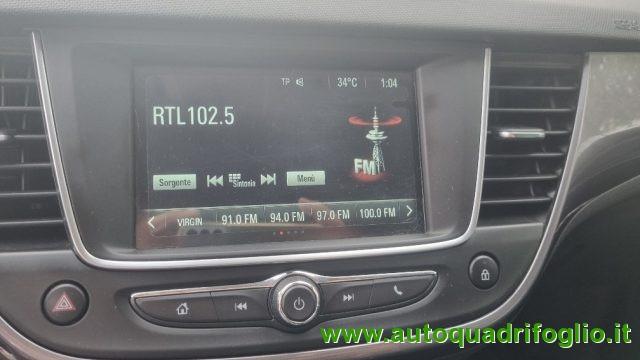 TP 34°C 1:04
RTL102.5
FM
Sorgente Sintonia Menù
VIRGIN 91.0 FM 94.0 FM 97.0 FM 100.0 FM
www.autoquadrifoglio.it